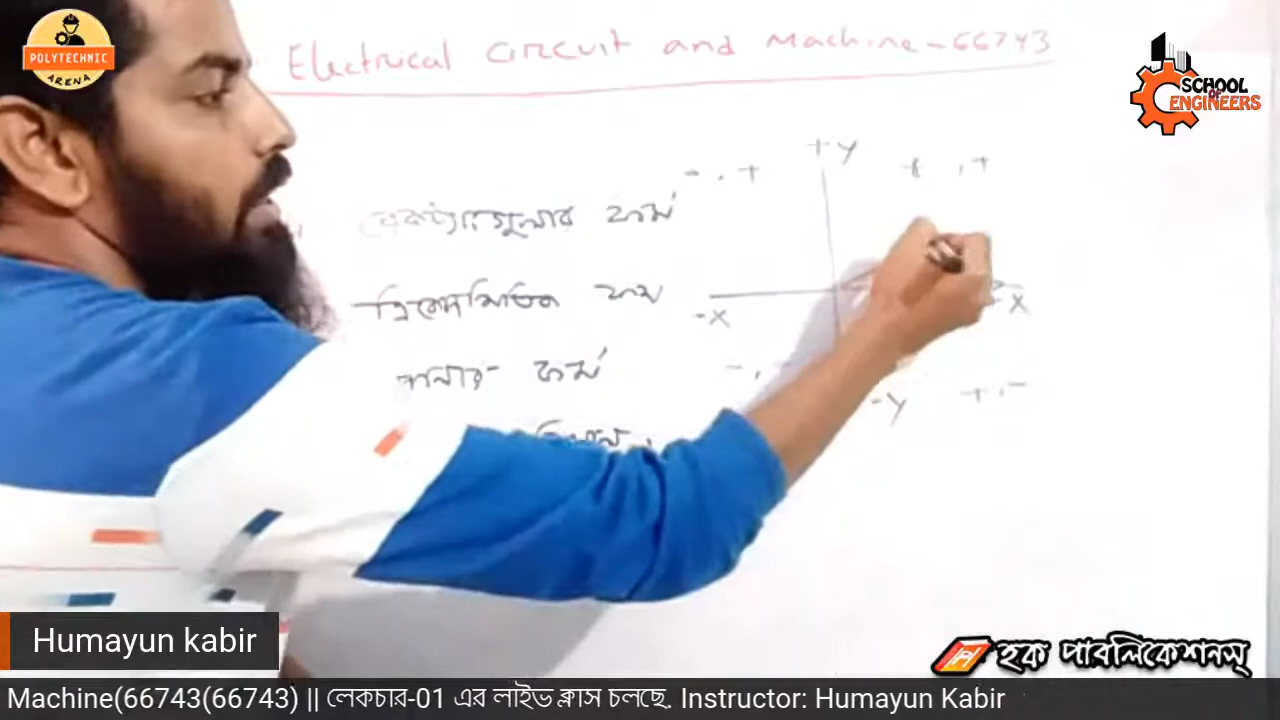 POLYTECHNIC
ARENA
Electrical Circuit and Machine-66743
SCHOOL
OF
ENGINEERS
+y
-,+
+,+
রেকট্যাংগুলার ফর্ম
ত্রিকোণমিতিক ফর্ম
-x
x
পোলার ফর্ম
-,-
-y
+,-
Humayun kabir
হক পাবলিকেশনস্
Machine(66743(66743) || লেকচার-01 এর লাইভ ক্লাস চলছে. Instructor: Humayun Kabir